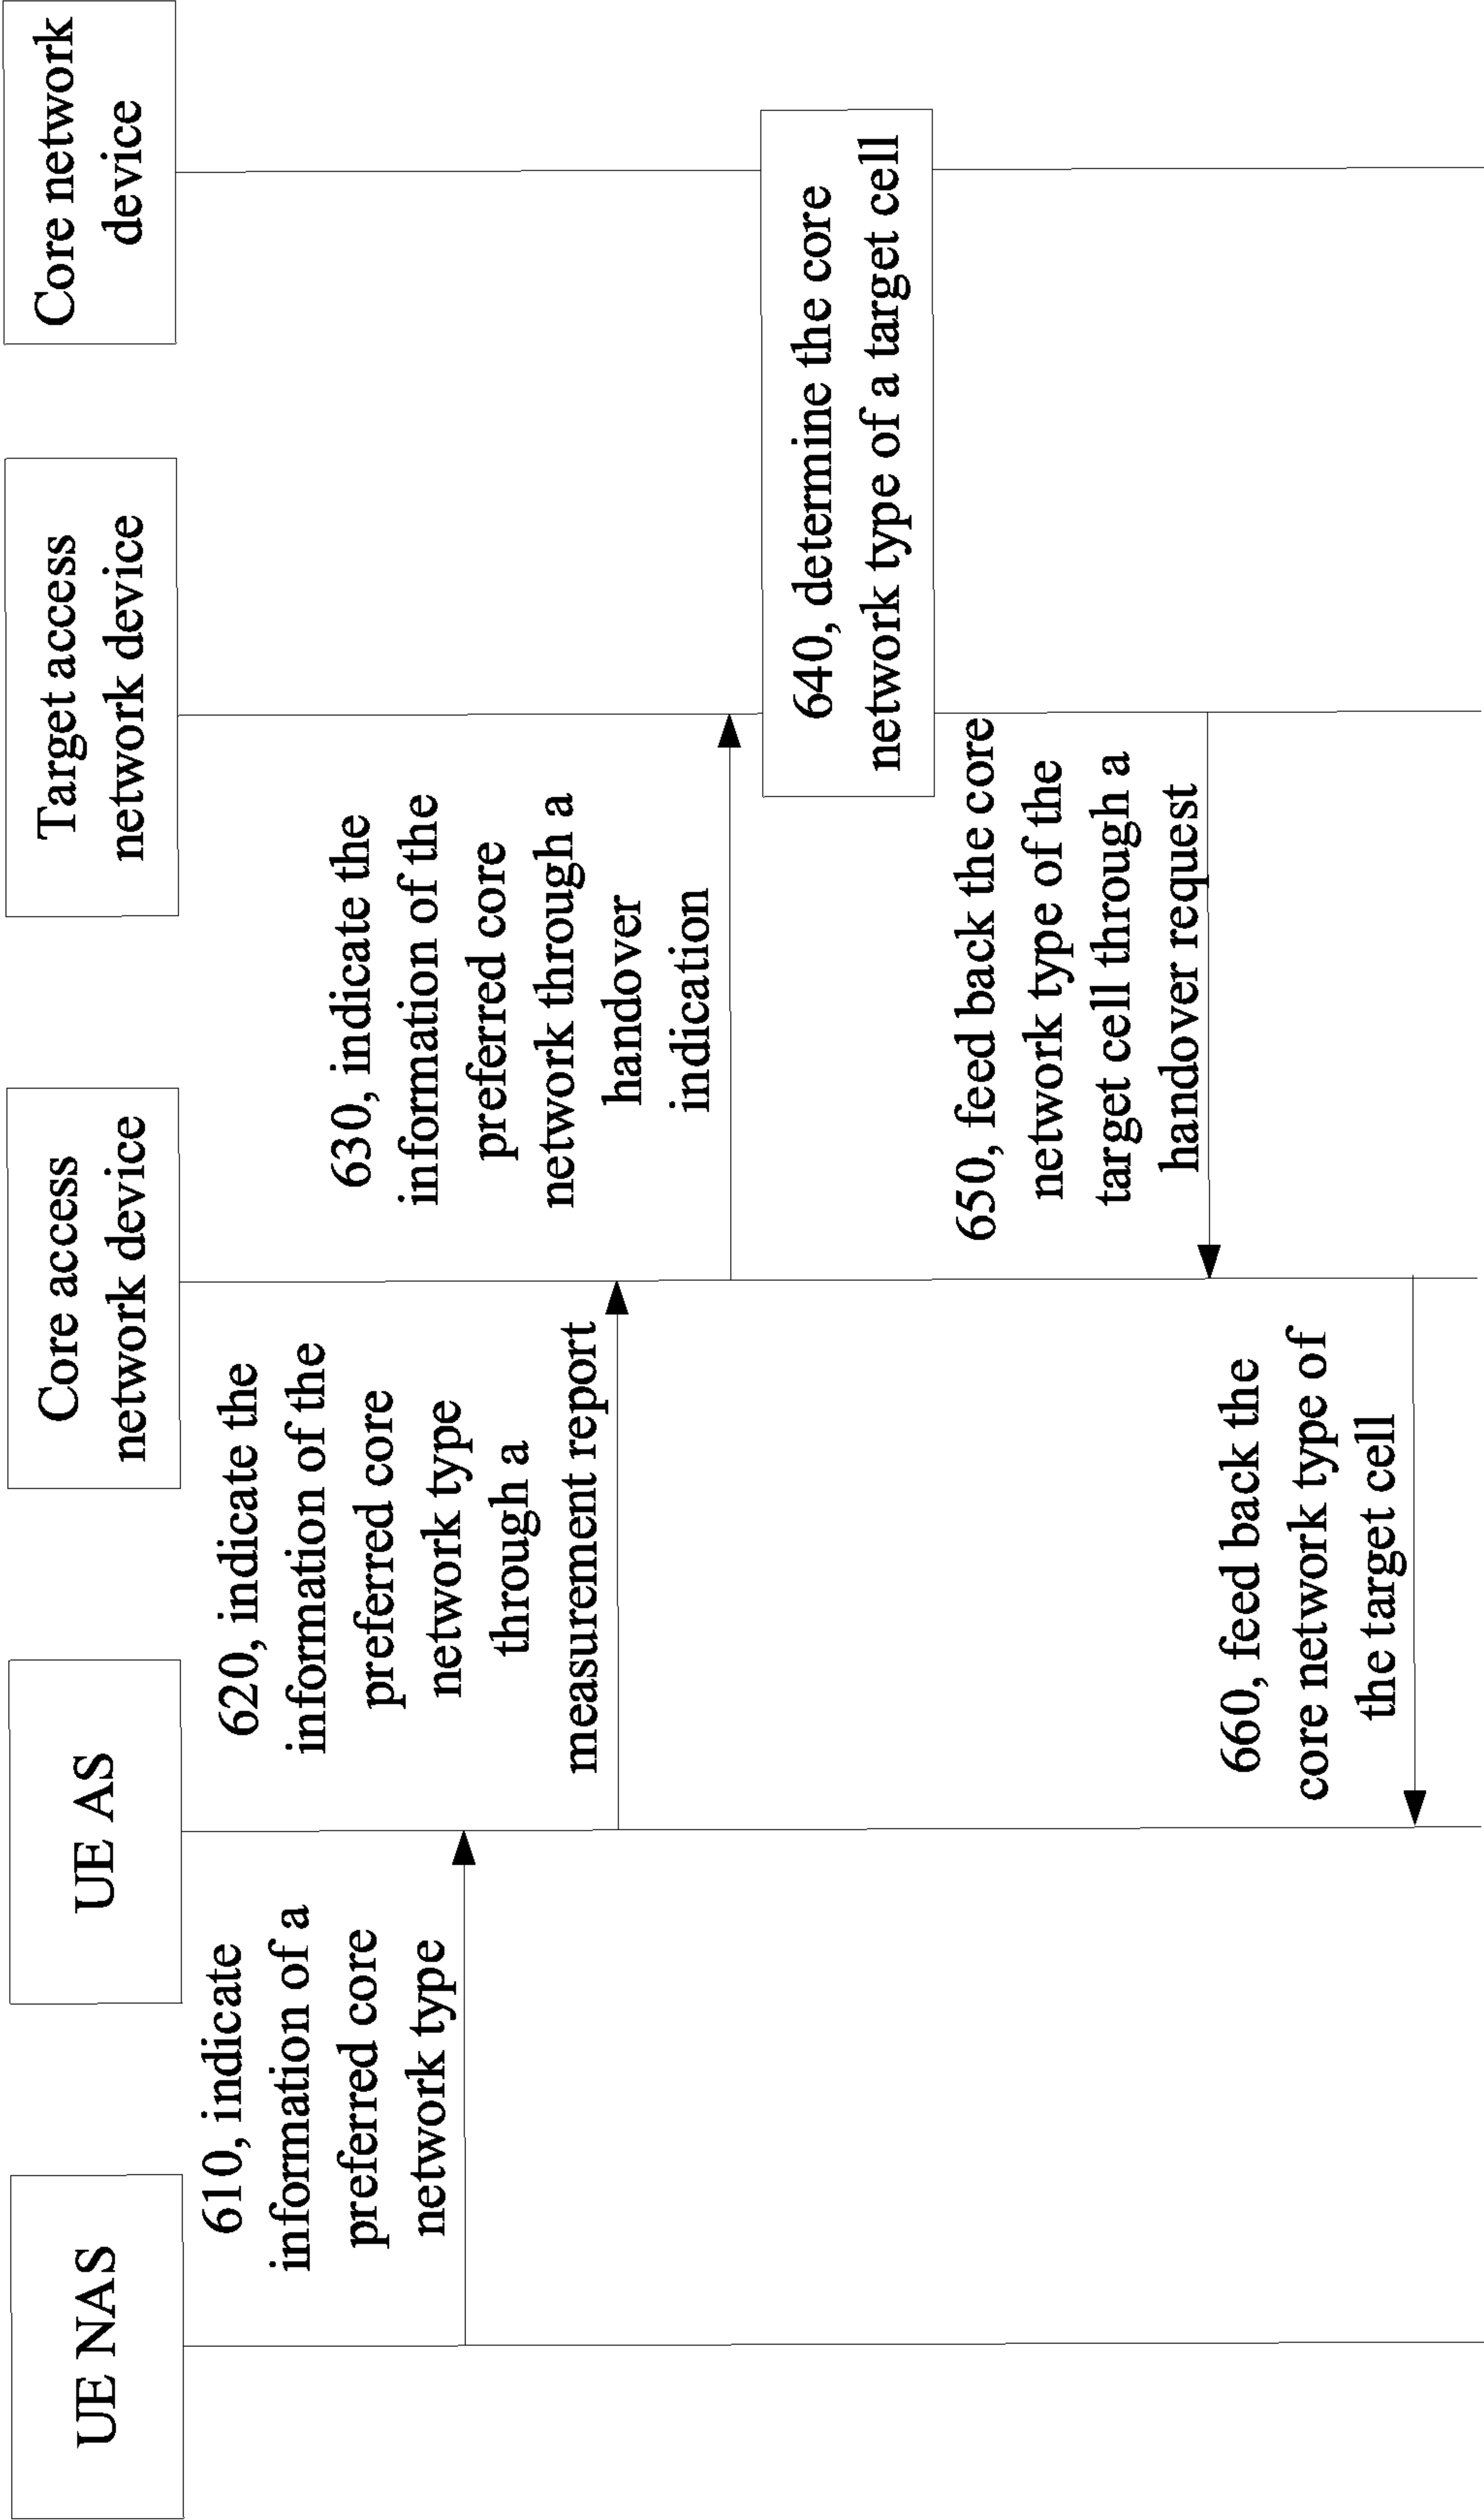 UE NAS
UE AS
Core access
network device
Target access
network device
Core network
device
610, indicate
information of a
preferred core
network type
620, indicate the
information of the
preferred core
network type
through a
measurement report
630, indicate the
information of the
preferred core
network through a
handover
indication
640, determine the core
network type of a target cell
650, feed back the core
network type of the
target cell through a
handover request
660, feed back the
core network type of
the target cell